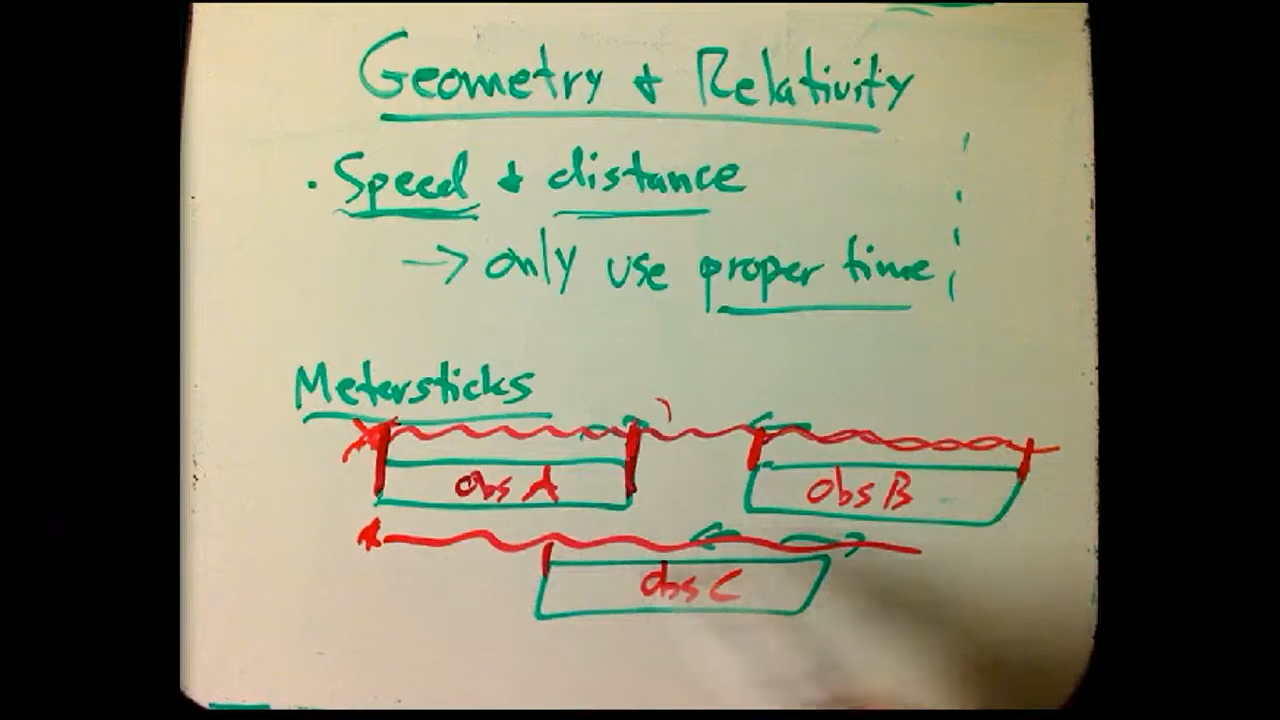 Geometry + Relativity
· Speed + distance
→ only use proper time
Metersticks
obs A
obs B
obs C